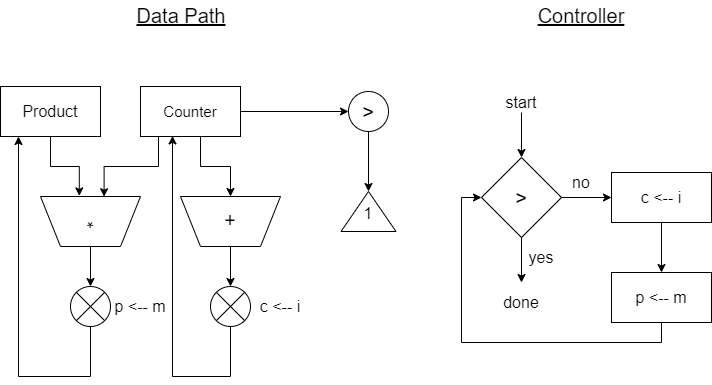 Data Path
Controller
Product
Counter
>
start
*
+
1
>
no
c <-- i
yes
p <-- m
c <-- i
done
p <-- m